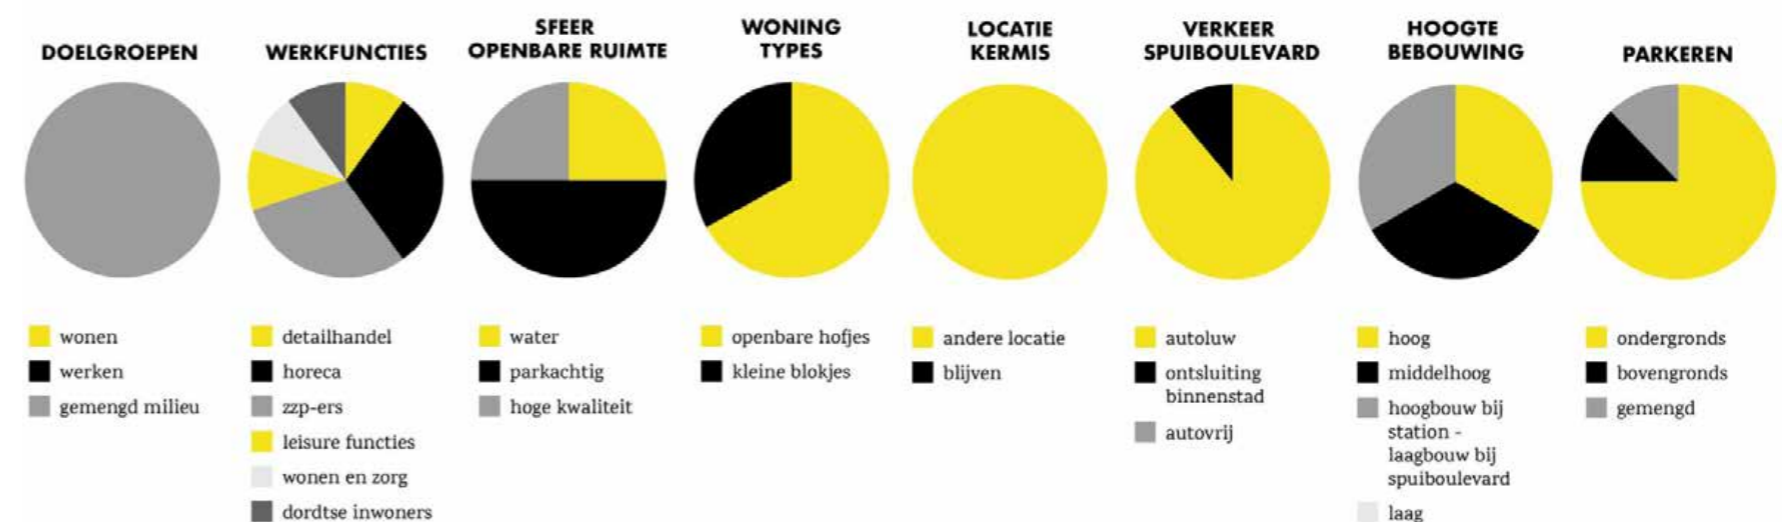 DOELGROEPEN
wonen
werken
gemengd milieu
WERKFUNCTIES
detailhandel
horeca
zzp-ers
leisure functies
wonen en zorg
dordtse inwoners
SFEER
OPENBARE RUIMTE
water
parkachtig
hoge kwaliteit
WONING
TYPES
openbare hofjes
kleine blokjes
LOCATIE
KERMIS
andere locatie
blijven
VERKEER
SPUIBOULEVARD
autoluw
ontsluiting
binnenstad
autovrij
HOOGTE
BEBOUWING
hoog
middelhoog
hoogbouw bij
station -
laagbouw bij
spuiboulevard
laag
PARKEREN
ondergronds
bovengronds
gemengd